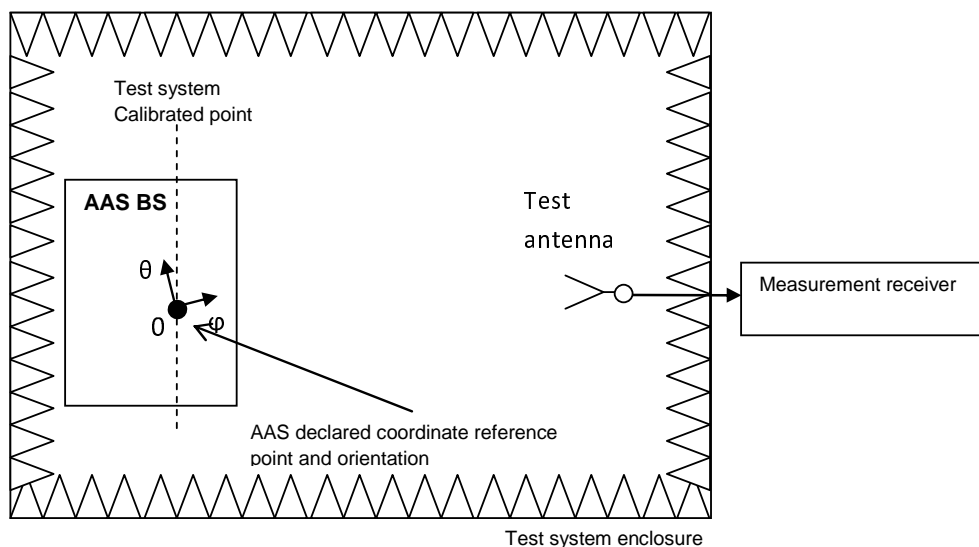 Test system
Calibrated point
AAS BS
θ
0
φ
Test
antenna
Measurement receiver
AAS declared coordinate reference
point and orientation
Test system enclosure